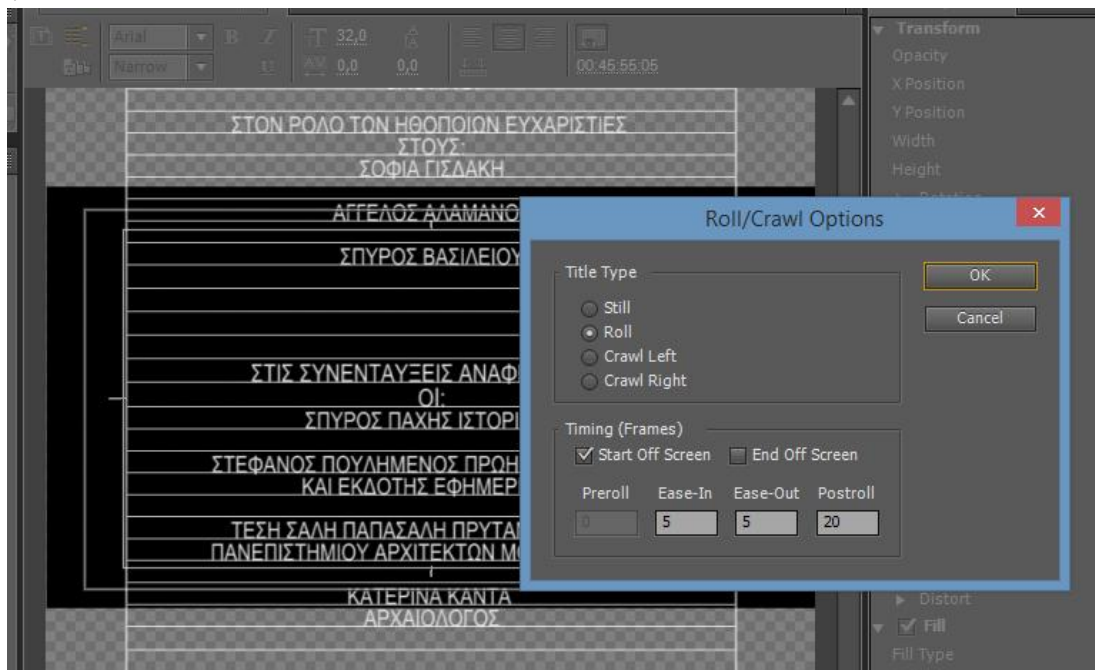 Arial
B I
32,0
Transform
Narrow
0,0
0,0
00:45:55:05
Opacity
X Position
Y Position
Width
Height
ΣΤΟΝ ΡΟΛΟ ΤΩΝ ΗΘΟΠΟΙΩΝ ΕΥΧΑΡΙΣΤΙΕΣ
ΣΤΟΥΣ:
ΣΟΦΙΑ ΓΙΣΔΑΚΗ
ΑΓΓΕΛΟΣ ΑΛΑΜΑΝΟ
ΣΠΥΡΟΣ ΒΑΣΙΛΕΙΟΥ
ΣΤΙΣ ΣΥΝΕΝΤΑΥΞΕΙΣ ΑΝΑΦ
ΟΙ:
ΣΠΥΡΟΣ ΠΑΧΗΣ ΙΣΤΟΡΙ
ΣΤΕΦΑΝΟΣ ΠΟΥΛΗΜΕΝΟΣ ΠΡΩΗ
ΚΑΙ ΕΚΔΟΤΗΣ ΕΦΗΜΕΡ
ΤΕΣΗ ΣΑΛΗ ΠΑΠΑΣΑΛΗ ΠΡΥΤΑ
ΠΑΝΕΠΙΣΤΗΜΙΟΥ ΑΡΧΙΤΕΚΤΩΝ Μ
ΚΑΤΕΡΙΝΑ ΚΑΝΤΑ
ΑΡΧΑΙΟΛΟΓΟΣ
Roll/Crawl Options
Title Type
OK
Still
Cancel
Roll
Crawl Left
Crawl Right
Timing (Frames)
Start Off Screen End Off Screen
Preroll Ease-In Ease-Out Postroll
0 5 5 20
Distort
Fill
Fill Type